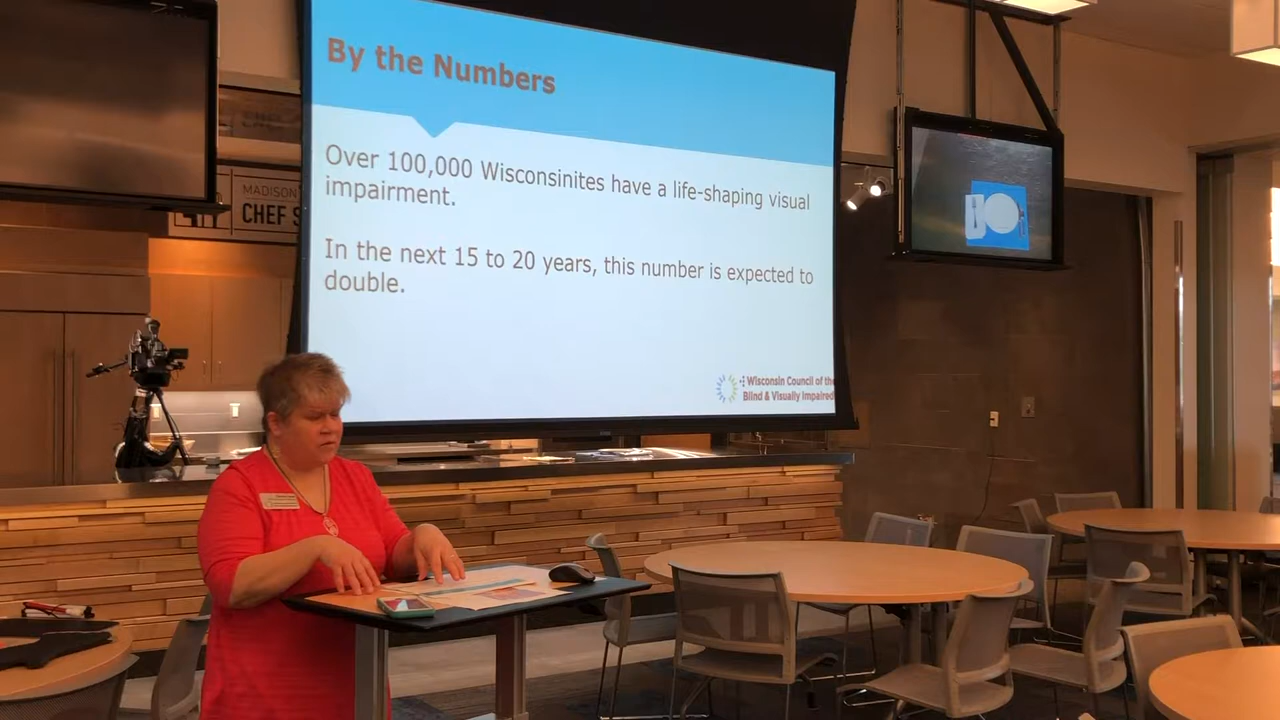 By the Numbers
Over 100,000 Wisconsinites have a life-shaping visual
impairment.
In the next 15 to 20 years, this number is expected to
double.
Wisconsin Council of the
Blind & Visually Impaired
MADISON
CHEF S